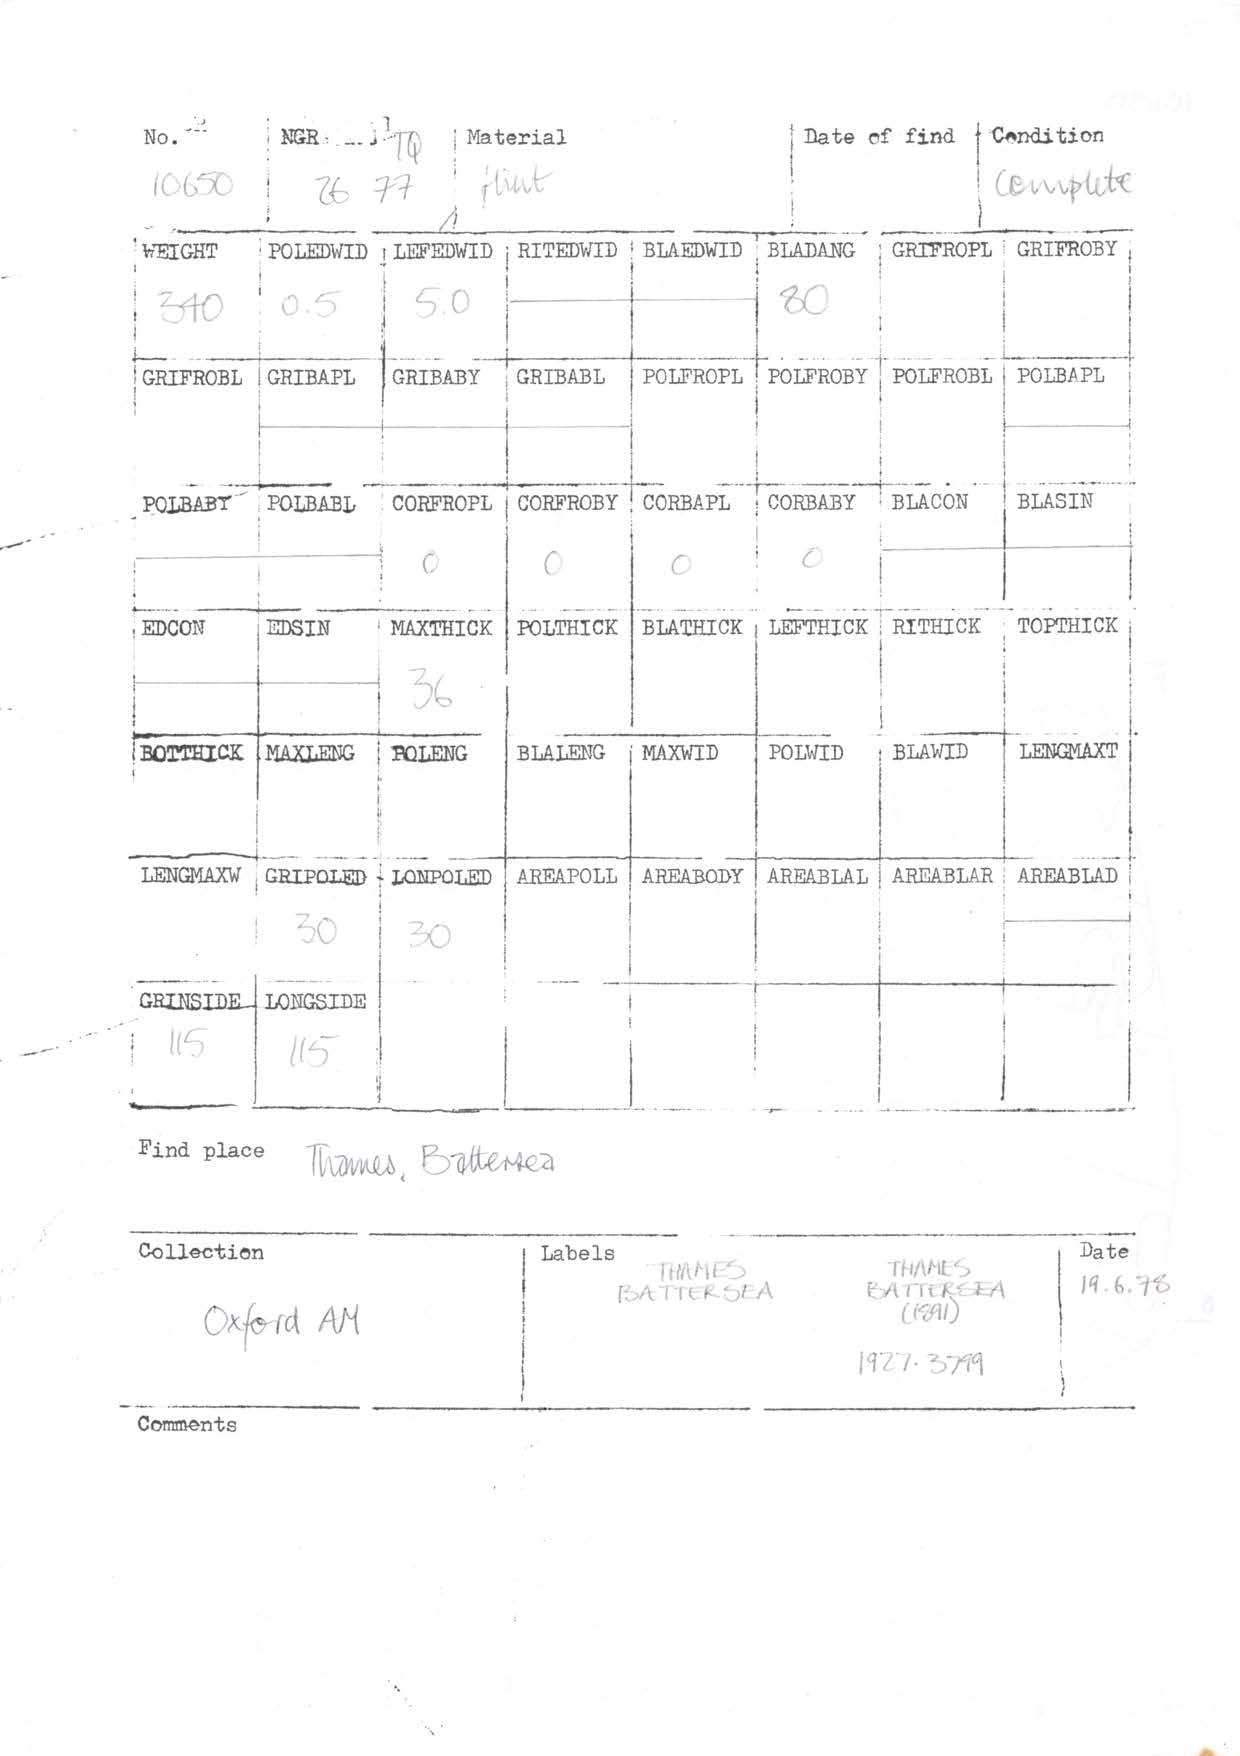 No. NGR TQ Material Date of find Condition
10650 26 77 flint complete
WEIGHT POLEDWID LEFEDWID RITEDWID BLAEDWID BLADANG GRIFROPL GRIFROBY
340 0.5 5.0 80
GRIFROBL GRIBAPL GRIBABY GRIBABL POLFROPL POLFROBY POLFROBL POLBAPL
POLBABY POLBABL CORFROPL CORFROBY CORBAPL CORBABY BLACON BLASIN
0 0 0 0
EDCON EDSIN MAXTHICK POLTHICK BLATHICK LEFTHICK RITHICK TOPTHICK
36
BOTTHICK MAXLENG POLENG BLALENG MAXWID POLWID BLAWID LENGMAXT
LENGMAXW GRIPOLED LONPOLED AREAPOLL AREABODY AREABLAL AREABLAR AREABLAD
30 30
GRINSIDE LONGSIDE
115 115
Find place Thames, Battersea
Collection Labels Date
THAMES THAMES
BATTERSEA BATTERSEA 19.6.78
Oxford AM (1891)
1927.3799
Comments